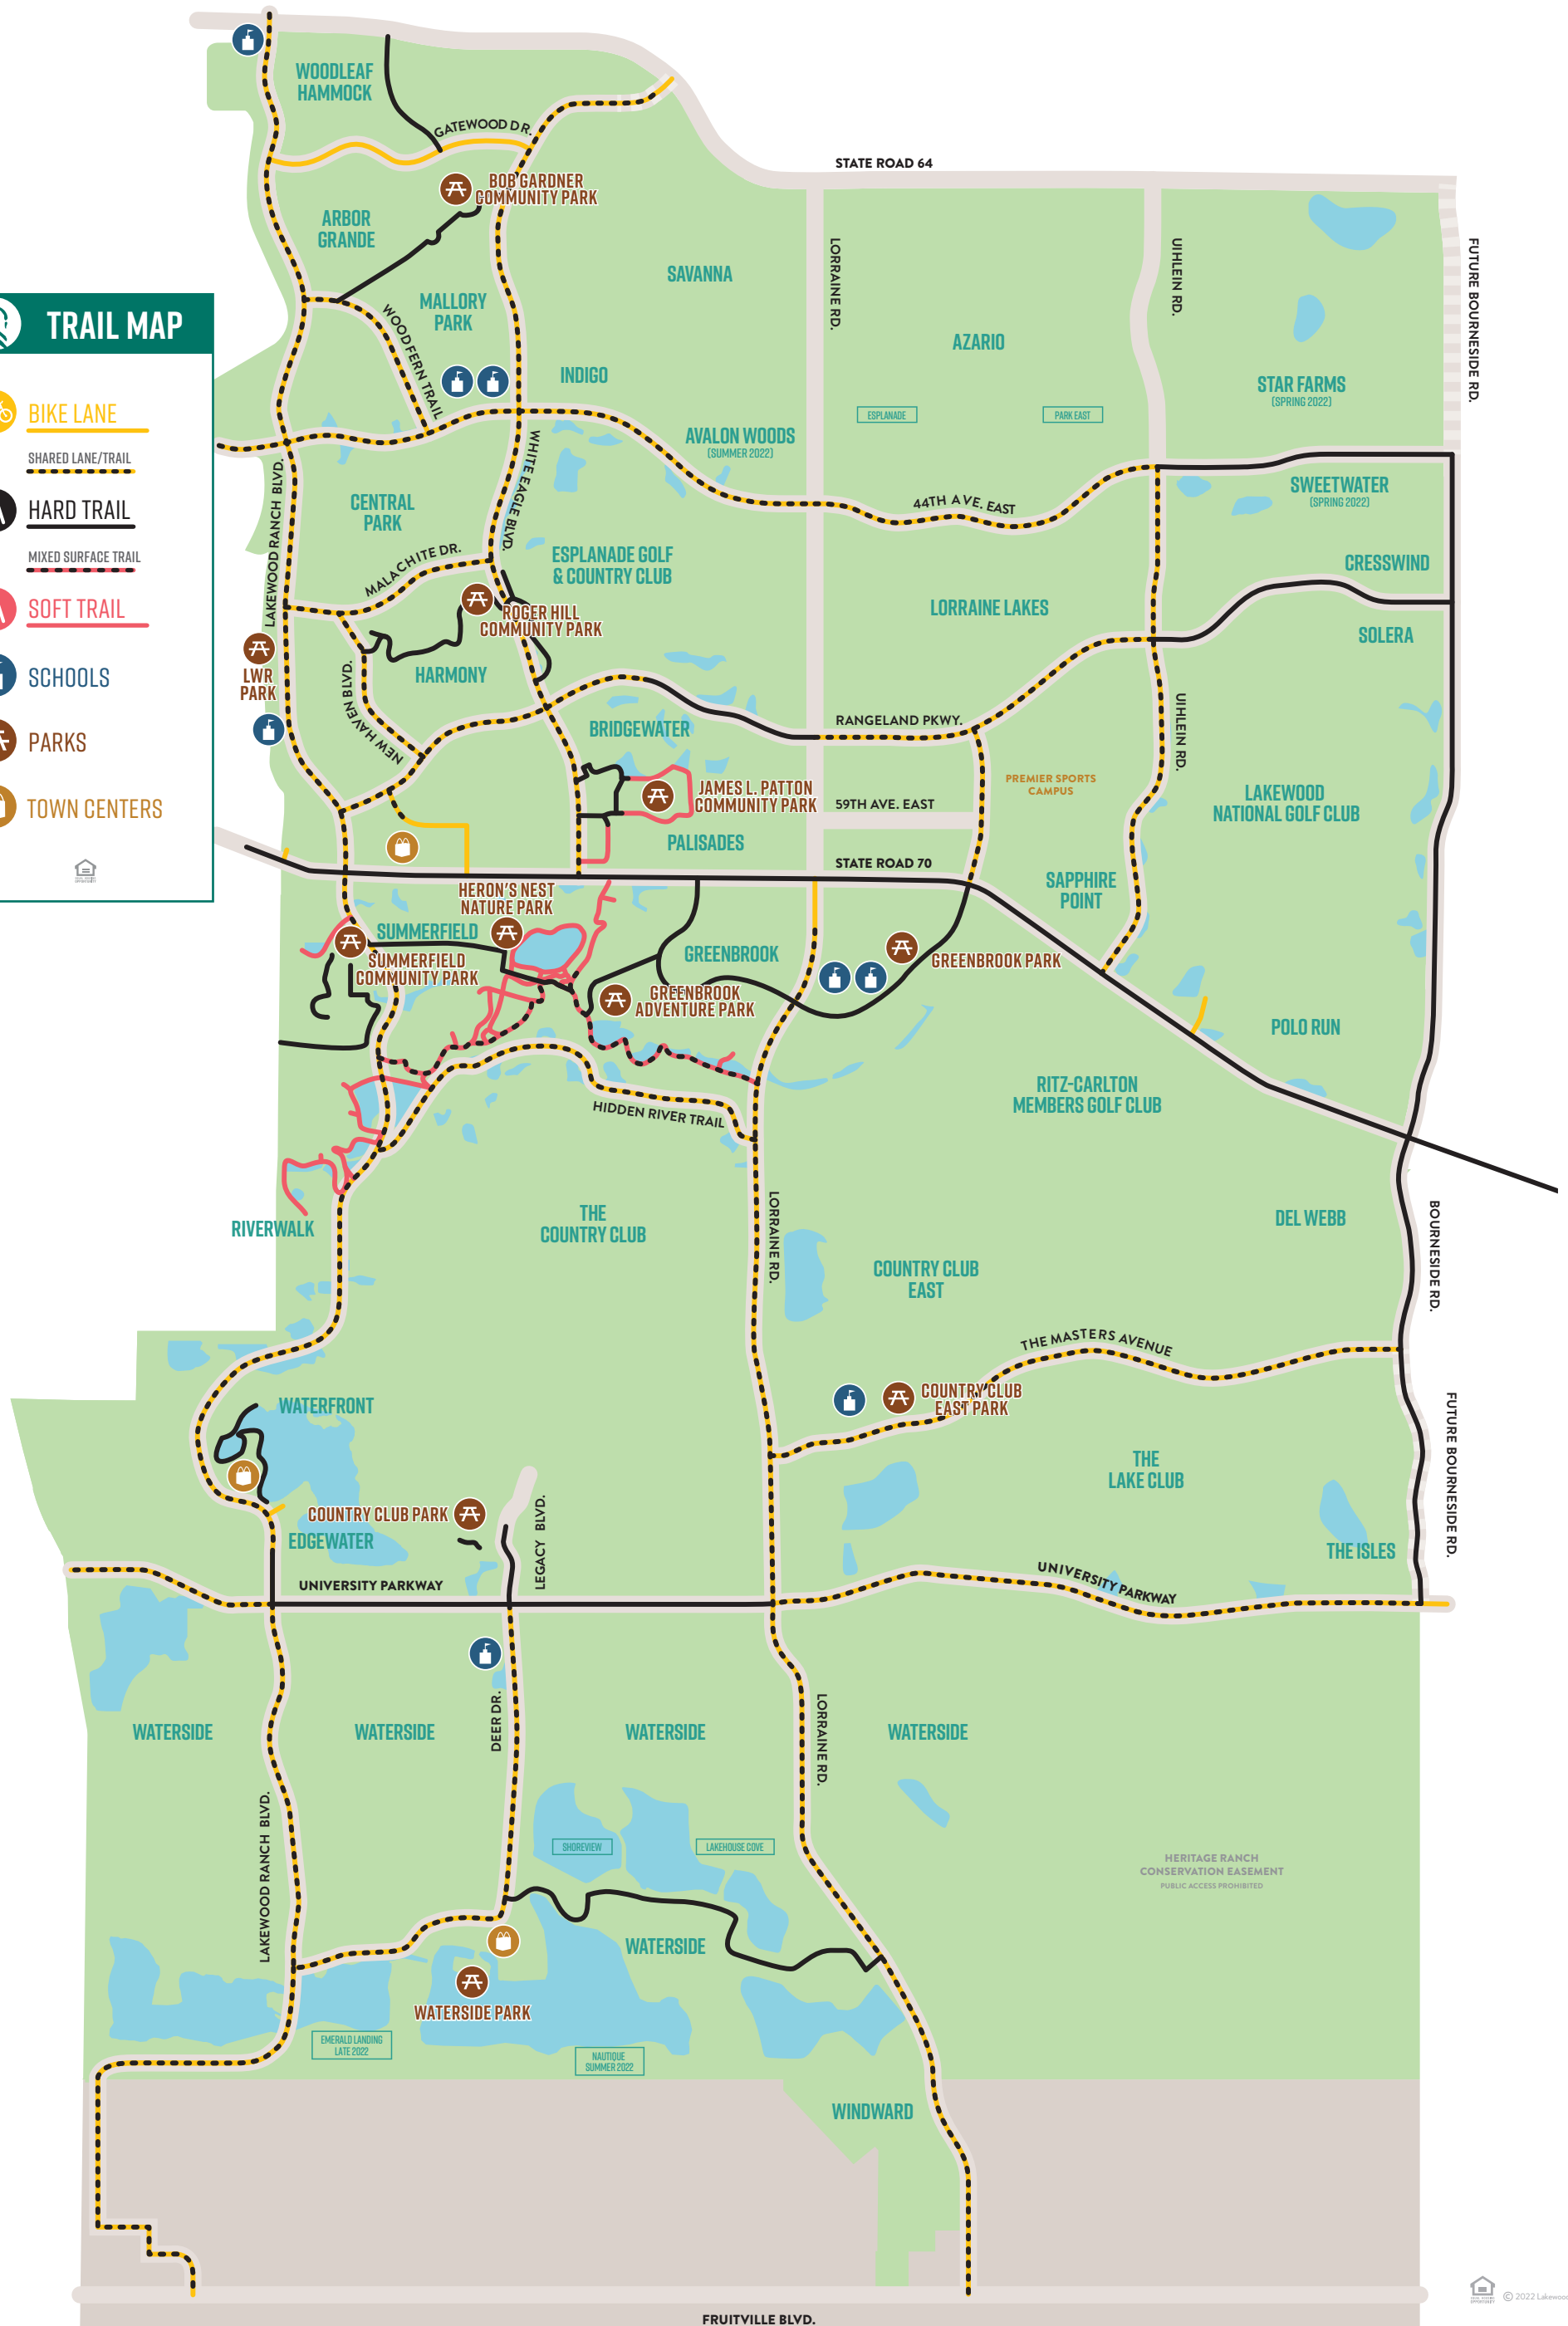 WOODLEAF
HAMMOCK
GATEWOOD DR.
STATE ROAD 64
BOB GARDNER
COMMUNITY PARK
ARBOR
GRANDE
SAVANNA
LORRAINE RD.
UIHLEIN RD.
FUTURE BOURNESIDE RD.
MALLORY
PARK
WOODFERN TRAIL
INDIGO
AZARIO
ESPLANADE
PARK EAST
STAR FARMS
(SPRING 2022)
TRAIL MAP
BIKE LANE
SHARED LANE/TRAIL
HARD TRAIL
MIXED SURFACE TRAIL
SOFT TRAIL
SCHOOLS
PARKS
TOWN CENTERS
AVALON WOODS
(SUMMER 2022)
WHITE EAGLE BLVD.
LAKEWOOD RANCH BLVD.
CENTRAL
PARK
44TH AVE. EAST
SWEETWATER
(SPRING 2022)
MALACHITE DR.
ESPLANADE GOLF
& COUNTRY CLUB
CRESSWIND
ROGER HILL
COMMUNITY PARK
LORRAINE LAKES
SOLERA
LWR
PARK
HARMONY
NEW HAVEN BLVD.
BRIDGEWATER
RANGELAND PKWY.
UIHLEIN RD.
PREMIER SPORTS
CAMPUS
JAMES L. PATTON
COMMUNITY PARK
59TH AVE. EAST
LAKEWOOD
NATIONAL GOLF CLUB
PALISADES
STATE ROAD 70
HERON'S NEST
NATURE PARK
SAPPHIRE
POINT
SUMMERFIELD
SUMMERFIELD
COMMUNITY PARK
GREENBROOK
GREENBROOK PARK
GREENBROOK
ADVENTURE PARK
POLO RUN
RITZ-CARLTON
MEMBERS GOLF CLUB
HIDDEN RIVER TRAIL
RIVERWALK
THE
COUNTRY CLUB
LORRAINE RD.
DEL WEBB
BOURNESIDE RD.
COUNTRY CLUB
EAST
THE MASTERS AVENUE
COUNTRY CLUB
EAST PARK
WATERFRONT
FUTURE BOURNESIDE RD.
THE
LAKE CLUB
COUNTRY CLUB PARK
EDGEWATER
LEGACY BLVD.
THE ISLES
UNIVERSITY PARKWAY
UNIVERSITY PARKWAY
DEER DR.
LORRAINE RD.
WATERSIDE
WATERSIDE
WATERSIDE
WATERSIDE
LAKEWOOD RANCH BLVD.
SHOREVIEW
LAKEHOUSE COVE
HERITAGE RANCH
CONSERVATION EASEMENT
PUBLIC ACCESS PROHIBITED
WATERSIDE
WATERSIDE PARK
EMERALD LANDING
LATE 2022
NAUTIQUE
SUMMER 2022
WINDWARD
© 2022 Lakewood
FRUITVILLE BLVD.